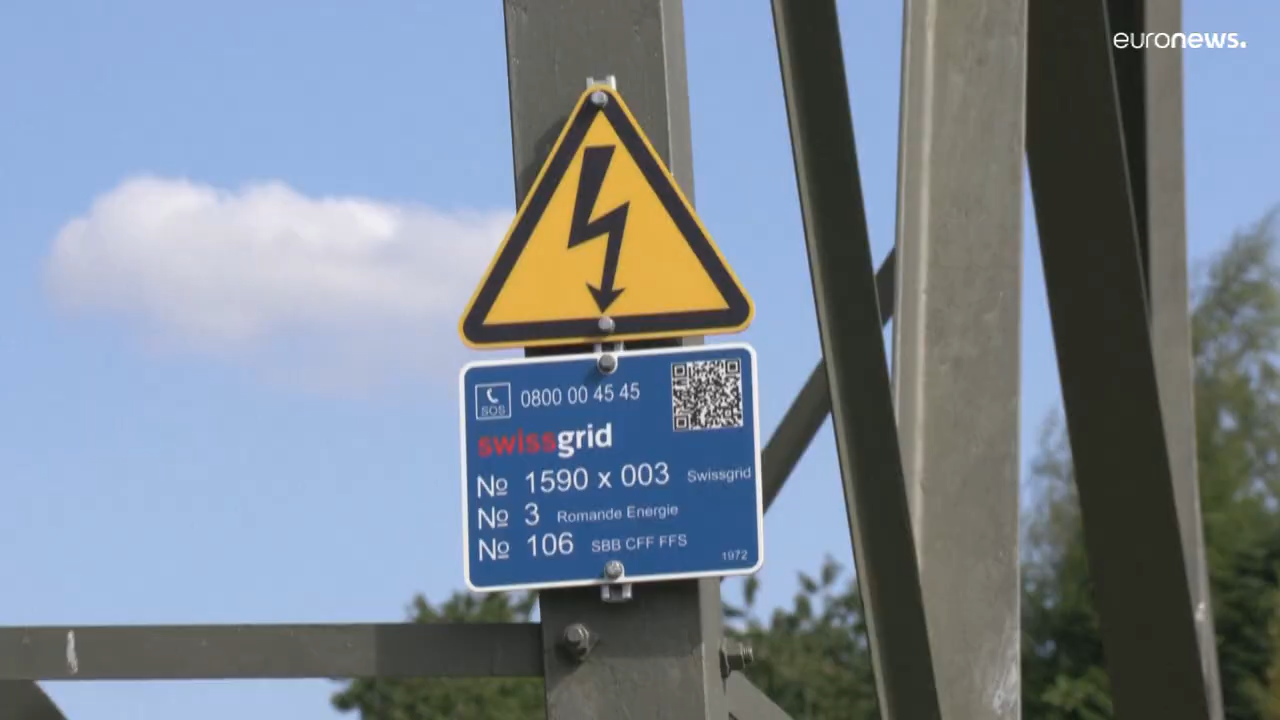 euronews.
SOS 0800 00 45 45
swissgrid
Nº 1590 x 003 Swissgrid
Nº 3 Romande Energie
Nº 106 SBB CFF FFS
1972